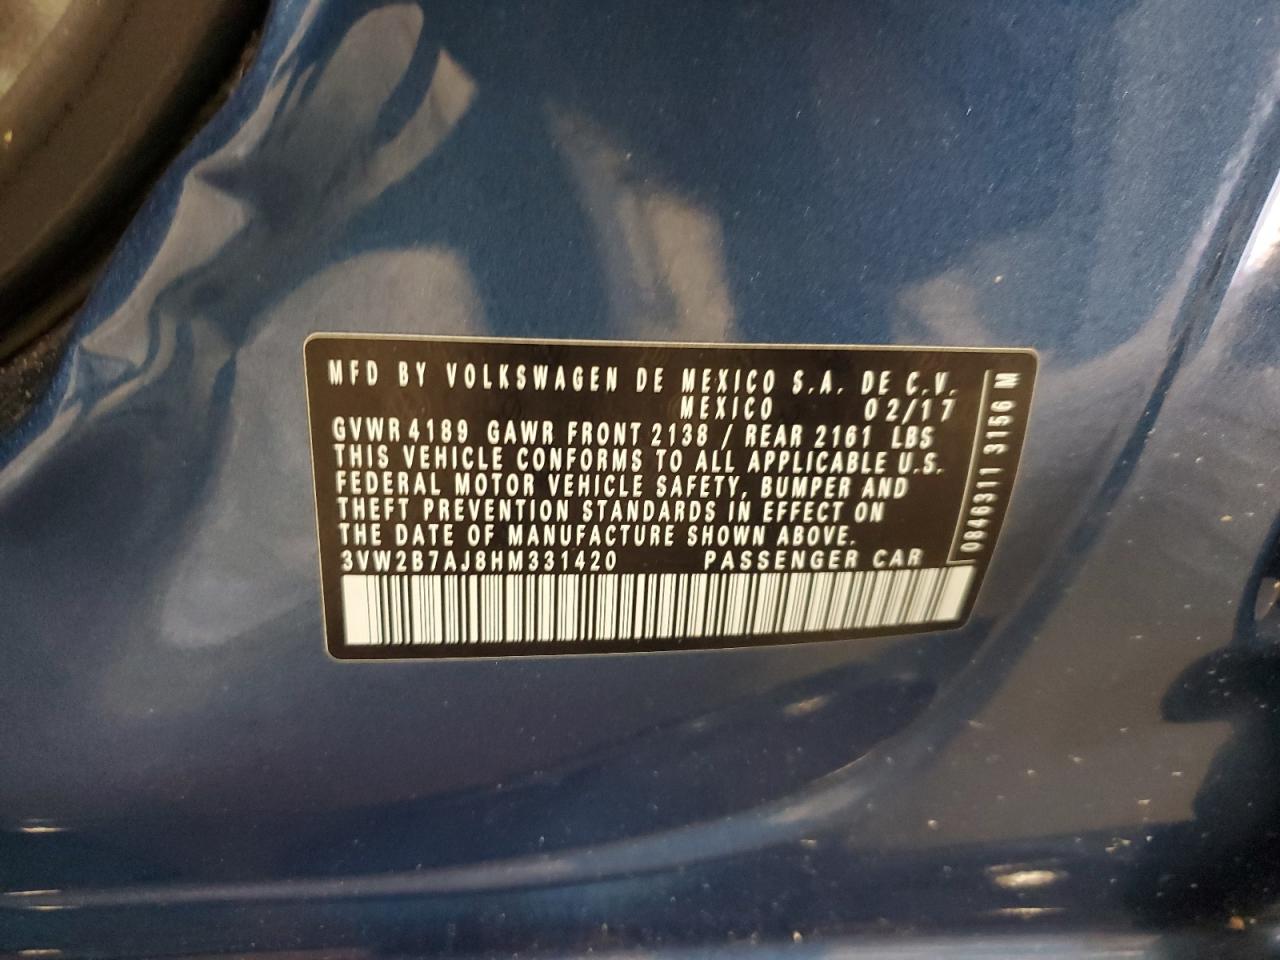 MFD BY VOLKSWAGEN DE MEXICO S.A. DE C.V.
MEXICO 02/17
GVWR 4189 GAWR FRONT 2138 / REAR 2161 LBS
THIS VEHICLE CONFORMS TO ALL APPLICABLE U.S.
FEDERAL MOTOR VEHICLE SAFETY, BUMPER AND
THEFT PREVENTION STANDARDS IN EFFECT ON
THE DATE OF MANUFACTURE SHOWN ABOVE.
3VW2B7AJ8HM331420 PASSENGER CAR
0846311 3156 M